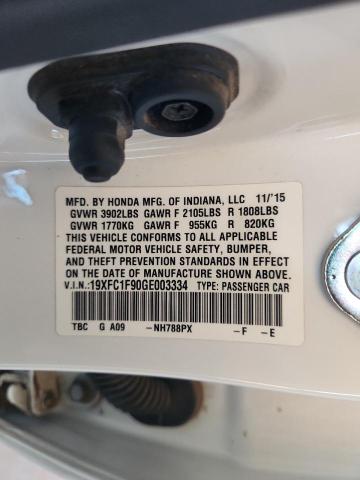 MFD. BY HONDA MFG. OF INDIANA, LLC 11/'15
GVWR 3902LBS GAWR F 2105LBS R 1808LBS
GVWR 1770KG GAWR F 955KG R 820KG
THIS VEHICLE CONFORMS TO ALL APPLICABLE
FEDERAL MOTOR VEHICLE SAFETY, BUMPER,
AND THEFT PREVENTION STANDARDS IN EFFECT
ON THE DATE OF MANUFACTURE SHOWN ABOVE.
V.I.N.: 19XFC1F90GE003334 TYPE: PASSENGER CAR
TBC G A09 -NH788PX -F -E